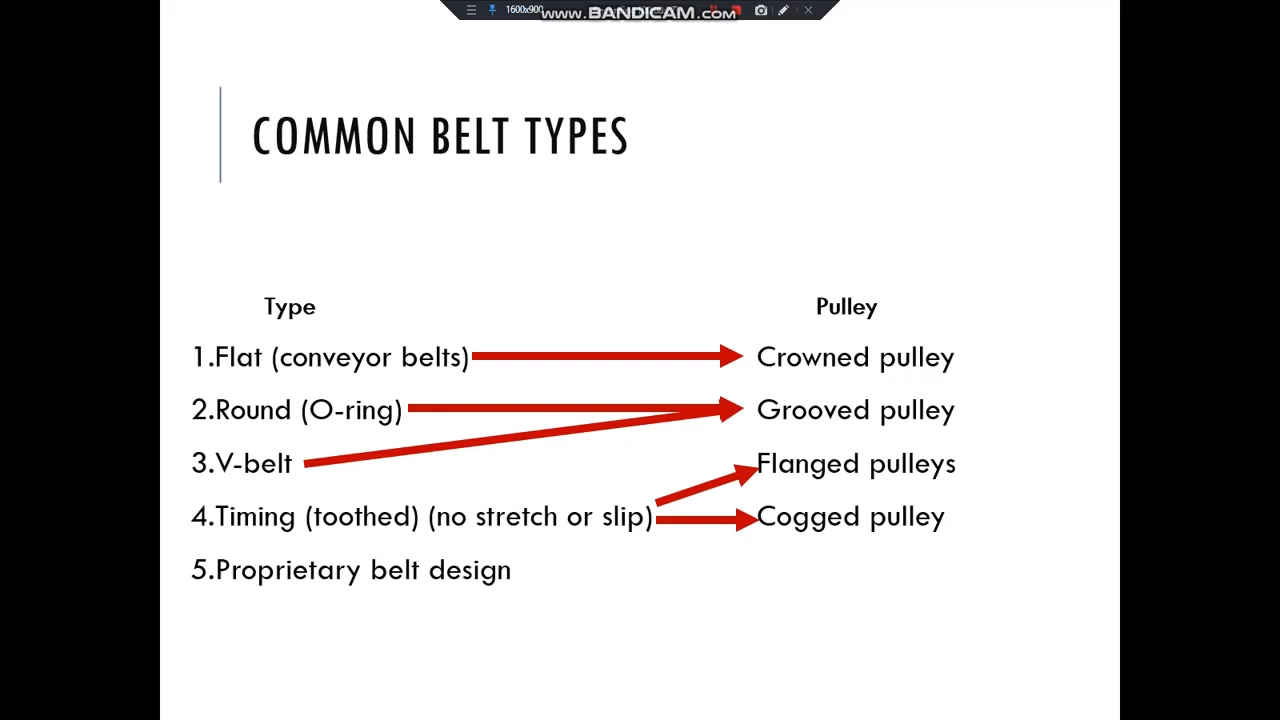 1600x900
www.BANDICAM.com
COMMON BELT TYPES
Type
Pulley
1.Flat (conveyor belts)
Crowned pulley
2.Round (O-ring)
Grooved pulley
3.V-belt
Flanged pulleys
4.Timing (toothed) (no stretch or slip)
Cogged pulley
5.Proprietary belt design